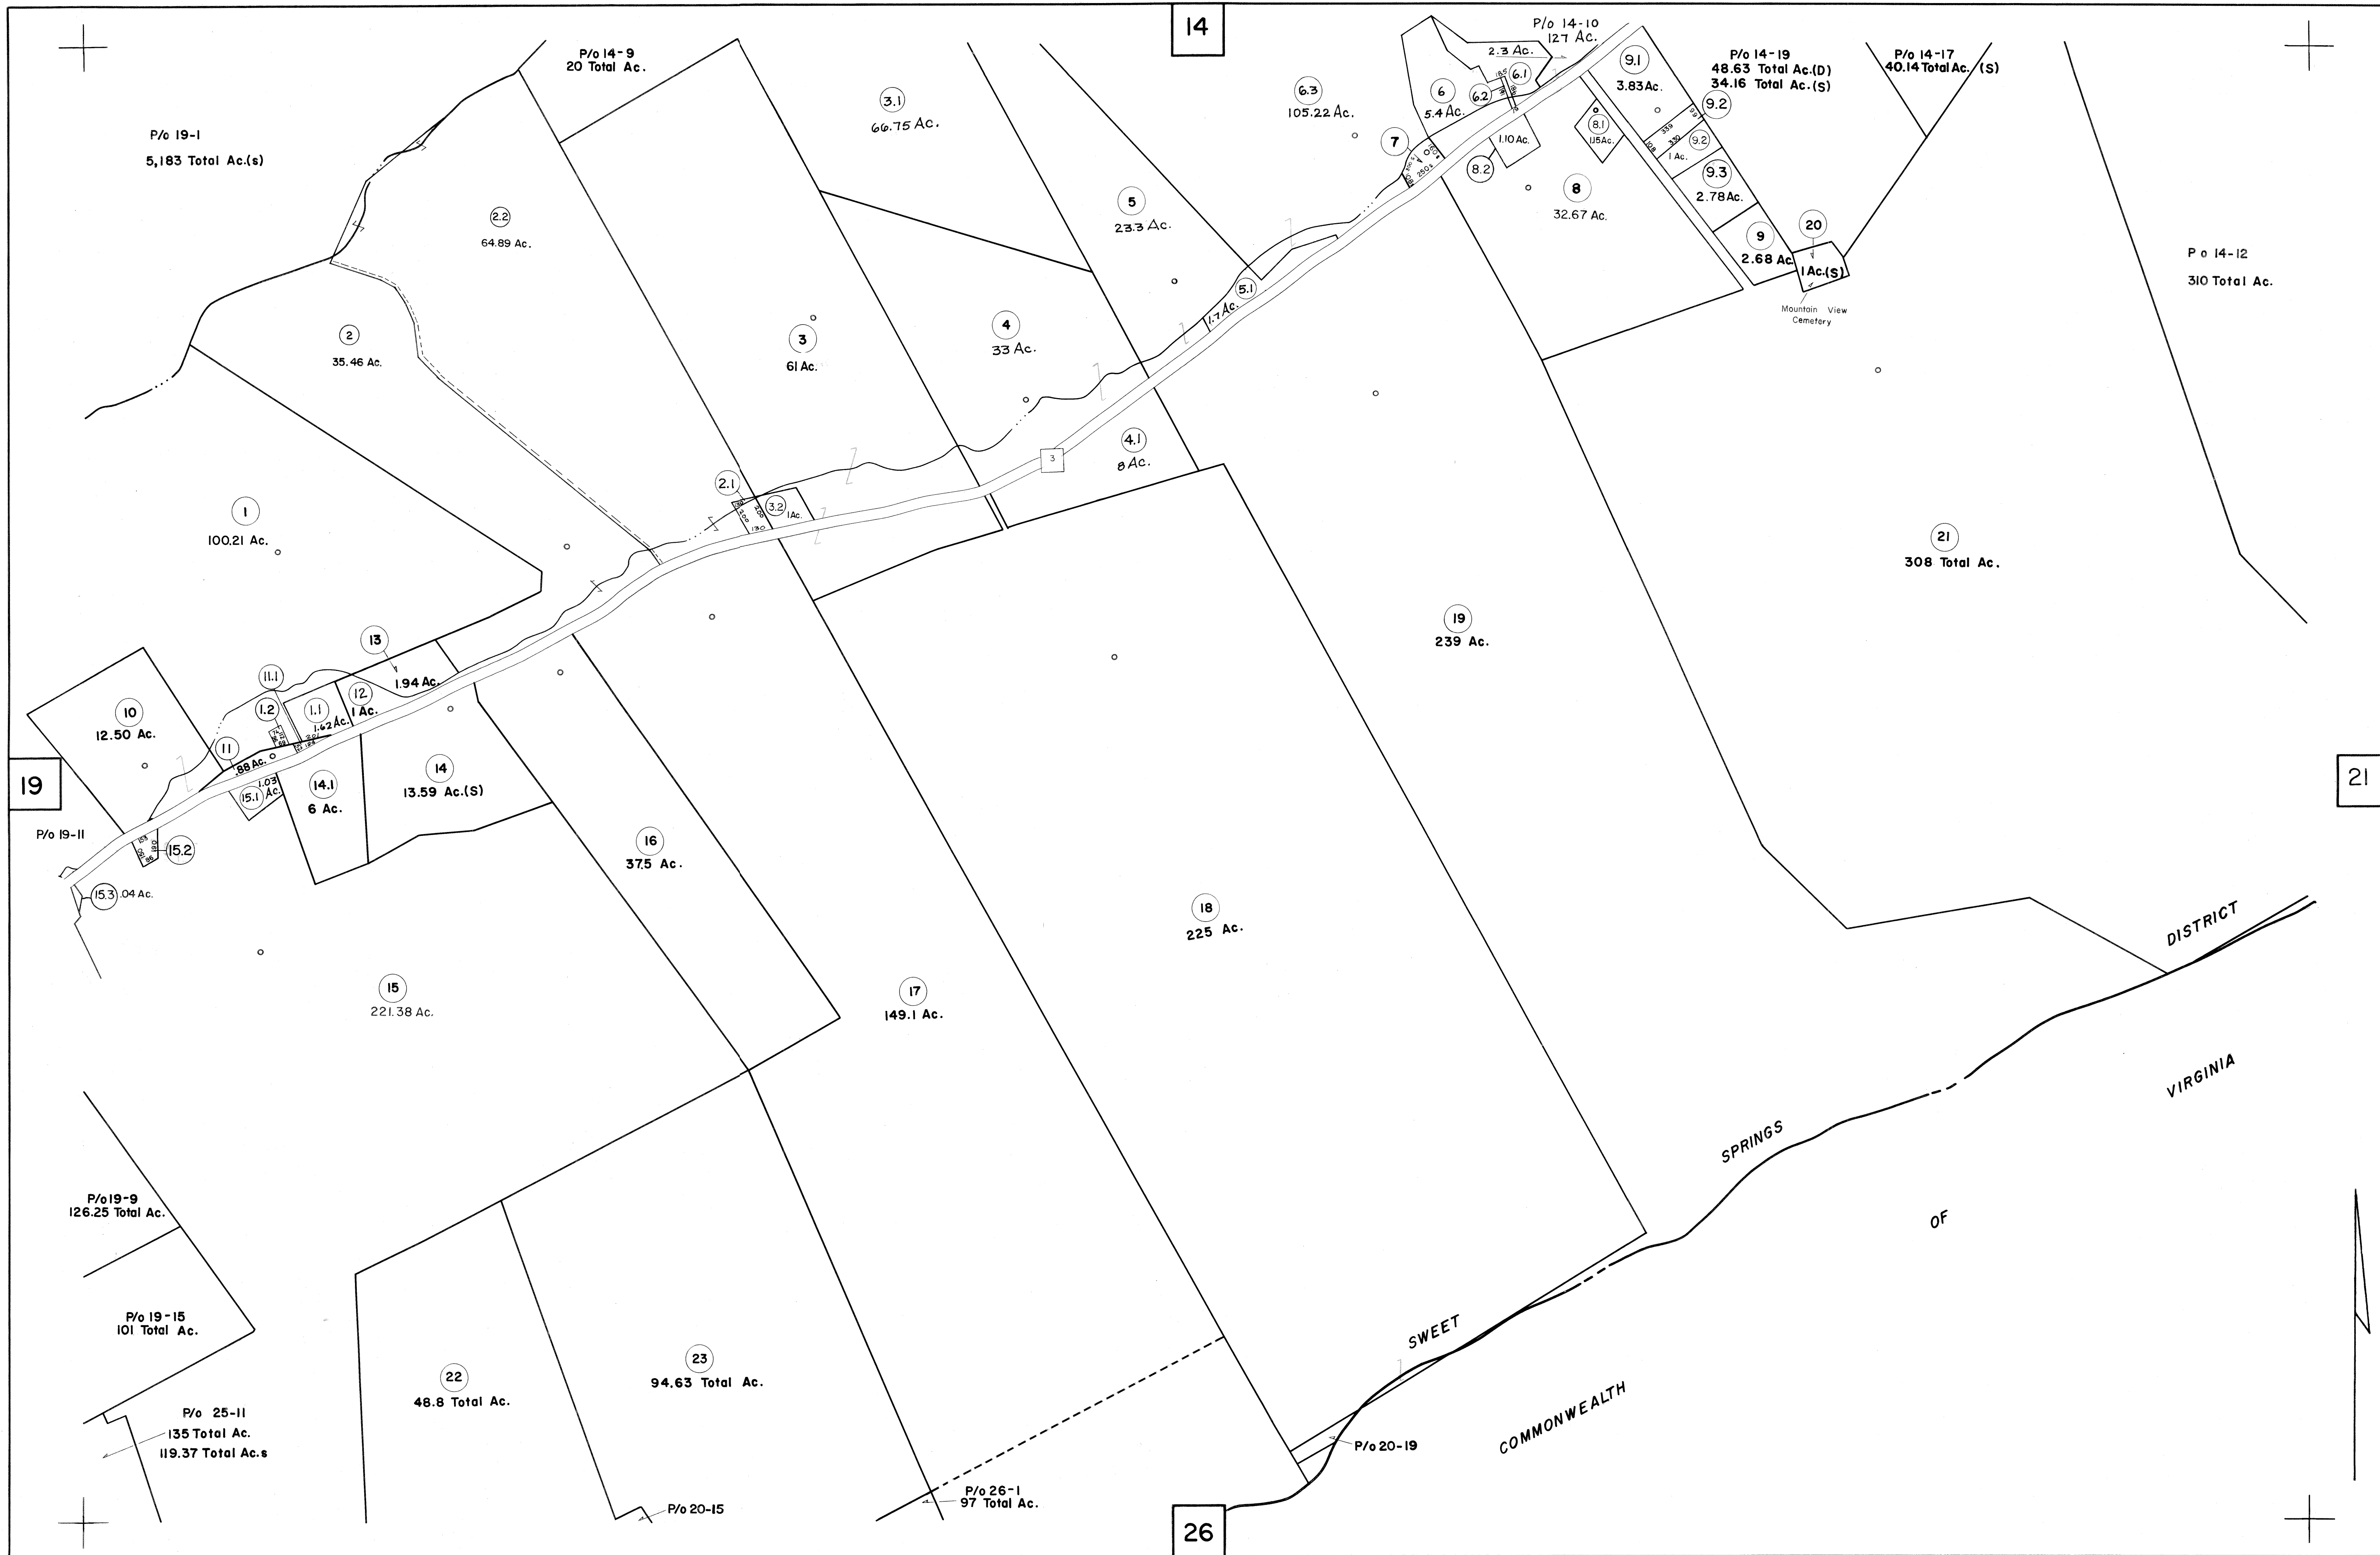 14
P/o 14-10
127 Ac.
P/o 14-9
20 Total Ac.
P/o 14-19
48.63 Total Ac.(D)
34.16 Total Ac.(S)
P/o 14-17
40.14 Total Ac. (S)
P/o 19-1
5,183 Total Ac.(s)
3.1
66.75 Ac.
6.3
105.22 Ac.
2.3 Ac.
6
5.4 Ac.
6.1
6.2
185
9.1
3.83 Ac.
9.2
339
330
108
9.2
1 Ac.
9.3
2.78 Ac.
9
2.68 Ac.
20
1 Ac.(S)
Mountain View
Cemetery
7
250
8.2
1.10 Ac.
8.1
1.15 Ac.
8
32.67 Ac.
P o 14-12
310 Total Ac.
2.2
64.89 Ac.
5
23.3 Ac.
5.1
1.7 Ac.
2
35.46 Ac.
3
61 Ac.
4
33 Ac.
4.1
8 Ac.
3
2.1
200
200
130
3.2
1 Ac.
1
100.21 Ac.
21
308 Total Ac.
19
239 Ac.
13
1.94 Ac.
11.1
1.2
1.1
1.62 Ac.
12
1 Ac.
10
12.50 Ac.
11
.88 Ac.
15.1
1.03
Ac.
14.1
6 Ac.
14
13.59 Ac.(S)
19
21
P/o 19-11
153
190
98
15.2
15.3
.04 Ac.
16
37.5 Ac.
18
225 Ac.
15
221.38 Ac.
17
149.1 Ac.
DISTRICT
SPRINGS
SWEET
VIRGINIA
OF
COMMONWEALTH
P/o 19-9
126.25 Total Ac.
P/o 19-15
101 Total Ac.
P/o 25-11
135 Total Ac.
119.37 Total Ac.s
22
48.8 Total Ac.
23
94.63 Total Ac.
P/o 20-19
P/o 20-15
P/o 26-1
97 Total Ac.
26